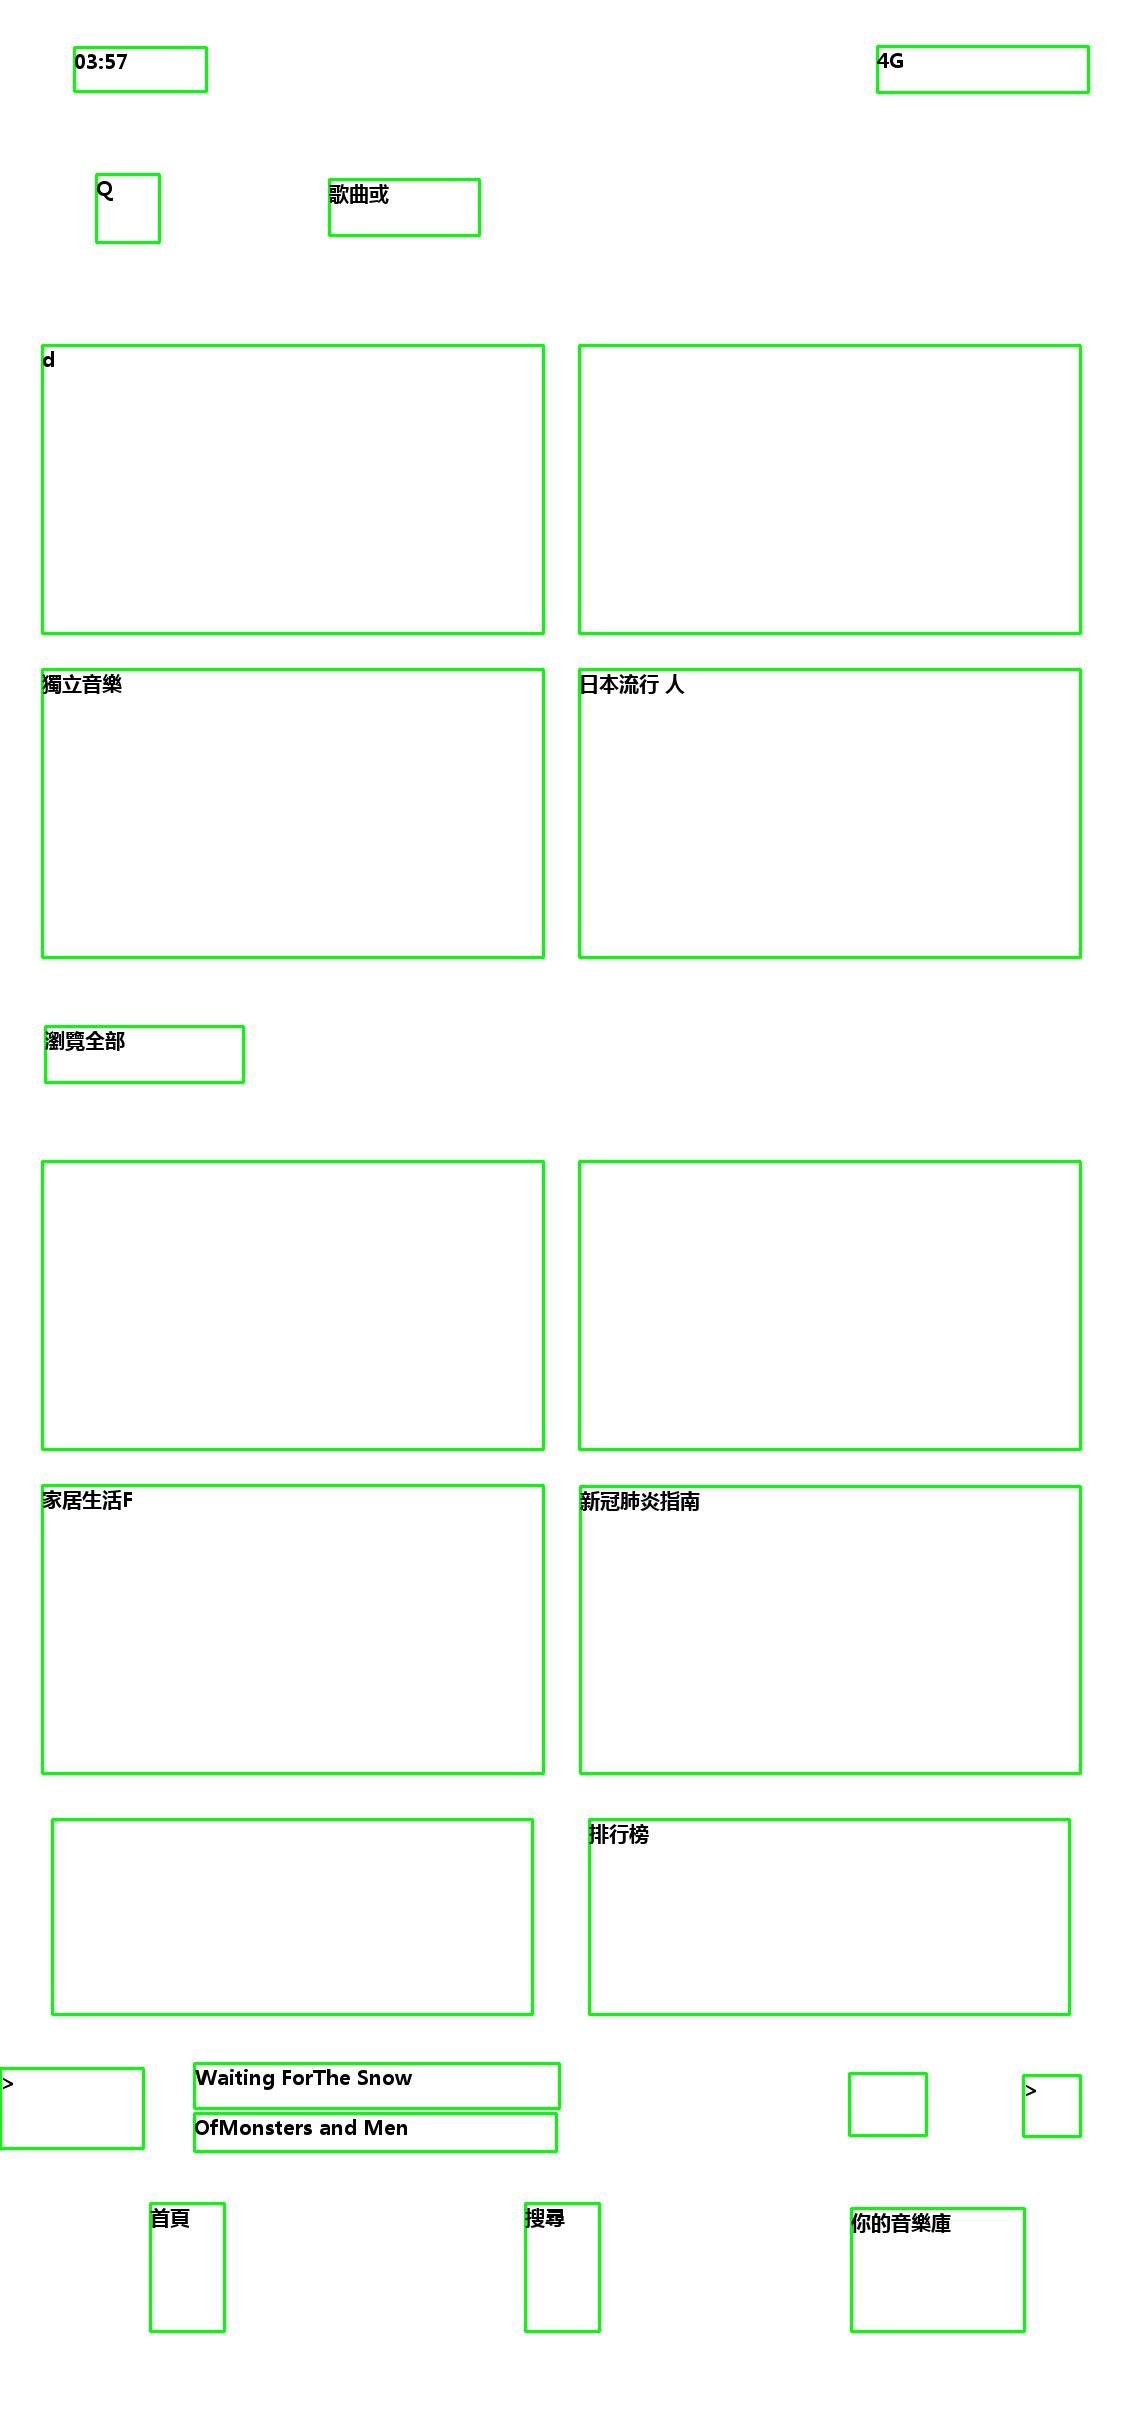 03:57 4G
Q 歌曲或
d
獨立音樂 日本流行 人
瀏覽全部
家居生活F 新冠肺炎指南
排行榜
> Waiting ForThe Snow >
OfMonsters and Men
首頁 搜尋 你的音樂庫